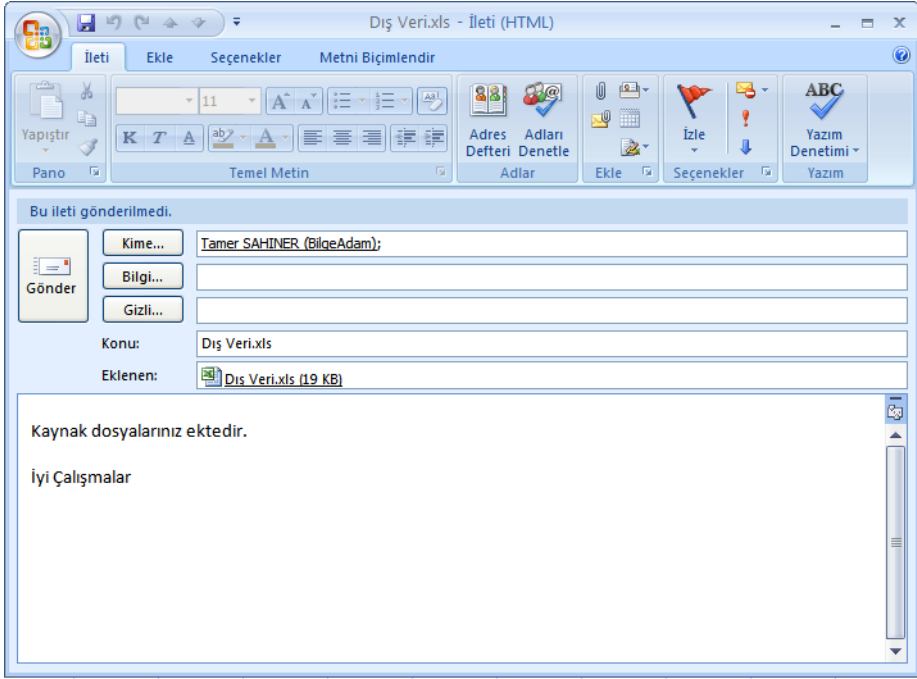 Dış Veri.xls - İleti (HTML)
İleti Ekle Seçenekler Metni Biçimlendir
Yapıştır
11
A A
K T A ab A
Adres Defteri
Adları Denetle
İzle
ABC
Yazım Denetimi
Pano Temel Metin Adlar Ekle Seçenekler Yazım
Bu ileti gönderilmedi.
Gönder
Kime... Tamer SAHINER (BilgeAdam);
Bilgi...
Gizli...
Konu: Dış Veri.xls
Eklenen: Dıs Veri.xls (19 KB)
Kaynak dosyalarınız ektedir.
İyi Çalışmalar